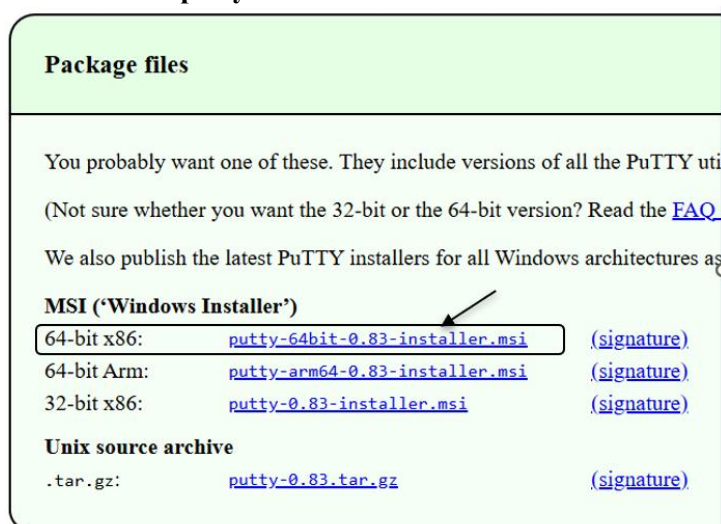 Package files
You probably want one of these. They include versions of all the PuTTY uti
(Not sure whether you want the 32-bit or the 64-bit version? Read the FAQ
We also publish the latest PuTTY installers for all Windows architectures as
MSI (‘Windows Installer’)
64-bit x86: putty-64bit-0.83-installer.msi (signature)
64-bit Arm: putty-arm64-0.83-installer.msi (signature)
32-bit x86: putty-0.83-installer.msi (signature)
Unix source archive
.tar.gz: putty-0.83.tar.gz (signature)